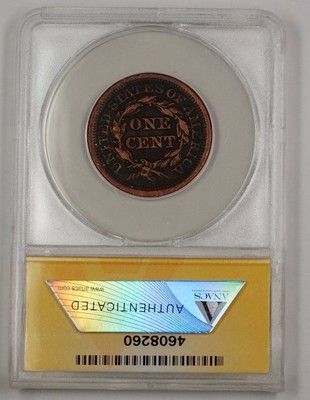 UNITED STATES OF AMERICA
ONE
CENT
ANACS
www.anacs.com
AUTHENTICATED
4608260